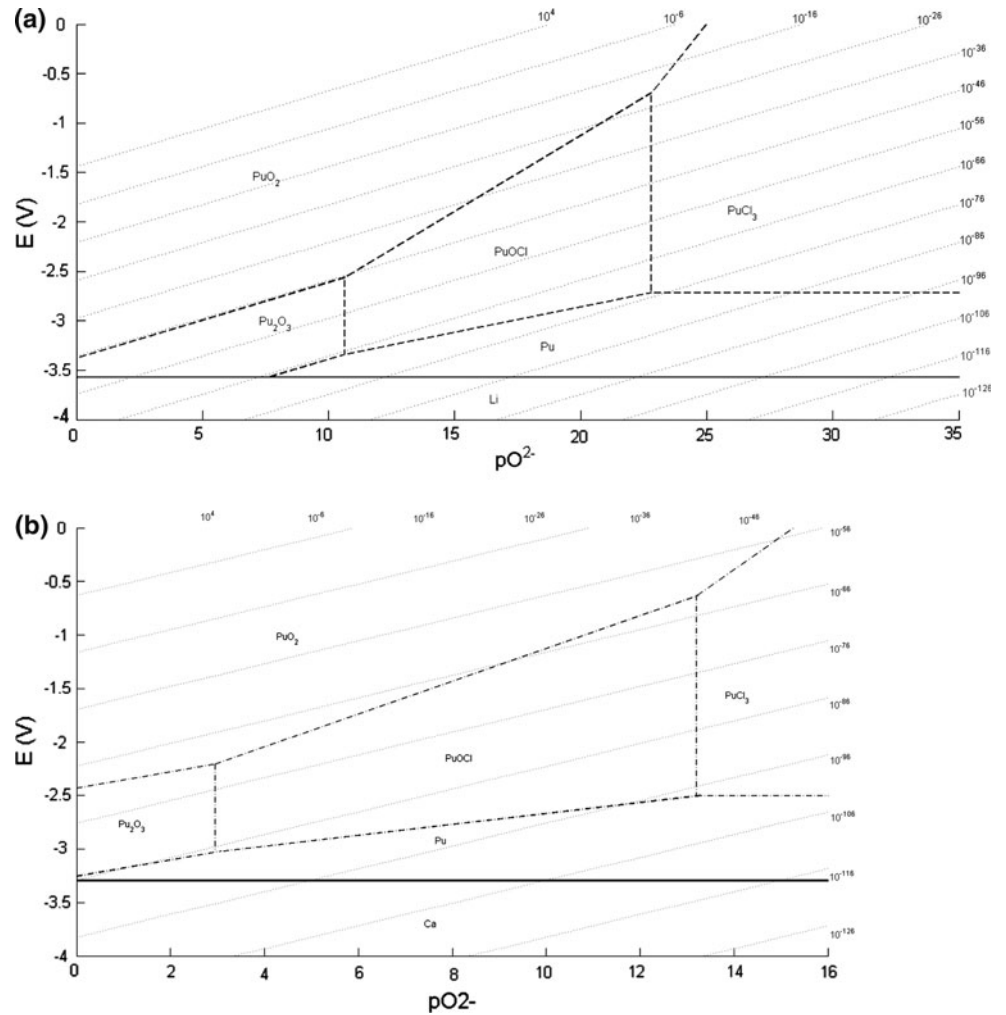 (a)
10⁴ 10⁻⁶ 10⁻¹⁶ 10⁻²⁶
0
-0.5
-1
-1.5
-2
-2.5
-3
-3.5
-4
E (V)
10⁻³⁶
10⁻⁴⁶
10⁻⁵⁶
10⁻⁶⁶
10⁻⁷⁶
10⁻⁸⁶
10⁻⁹⁶
10⁻¹⁰⁶
10⁻¹¹⁶
10⁻¹²⁶
PuO₂
PuCl₃
PuOCl
Pu₂O₃
Pu
Li
0 5 10 15 20 25 30 35
pO²⁻
(b)
10⁴ 10⁻⁶ 10⁻¹⁶ 10⁻²⁶ 10⁻³⁶ 10⁻⁴⁶
0
-0.5
-1
-1.5
-2
-2.5
-3
-3.5
-4
E (V)
10⁻⁵⁶
10⁻⁶⁶
10⁻⁷⁶
10⁻⁸⁶
10⁻⁹⁶
10⁻¹⁰⁶
10⁻¹¹⁶
10⁻¹²⁶
PuO₂
PuCl₃
PuOCl
Pu₂O₃
Pu
Ca
0 2 4 6 8 10 12 14 16
pO2-